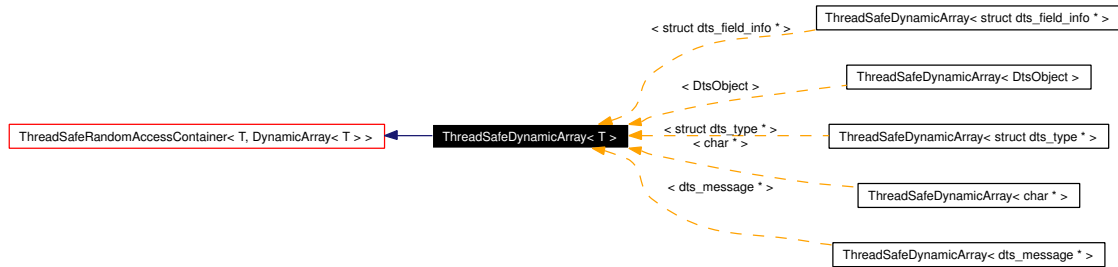 ThreadSafeDynamicArray< struct dts_field_info * >
< struct dts_field_info * >
ThreadSafeDynamicArray< DtsObject >
< DtsObject >
ThreadSafeRandomAccessContainer< T, DynamicArray< T > >
ThreadSafeDynamicArray< T >
< struct dts_type * >
ThreadSafeDynamicArray< struct dts_type * >
< char * >
< dts_message * >
ThreadSafeDynamicArray< char * >
ThreadSafeDynamicArray< dts_message * >